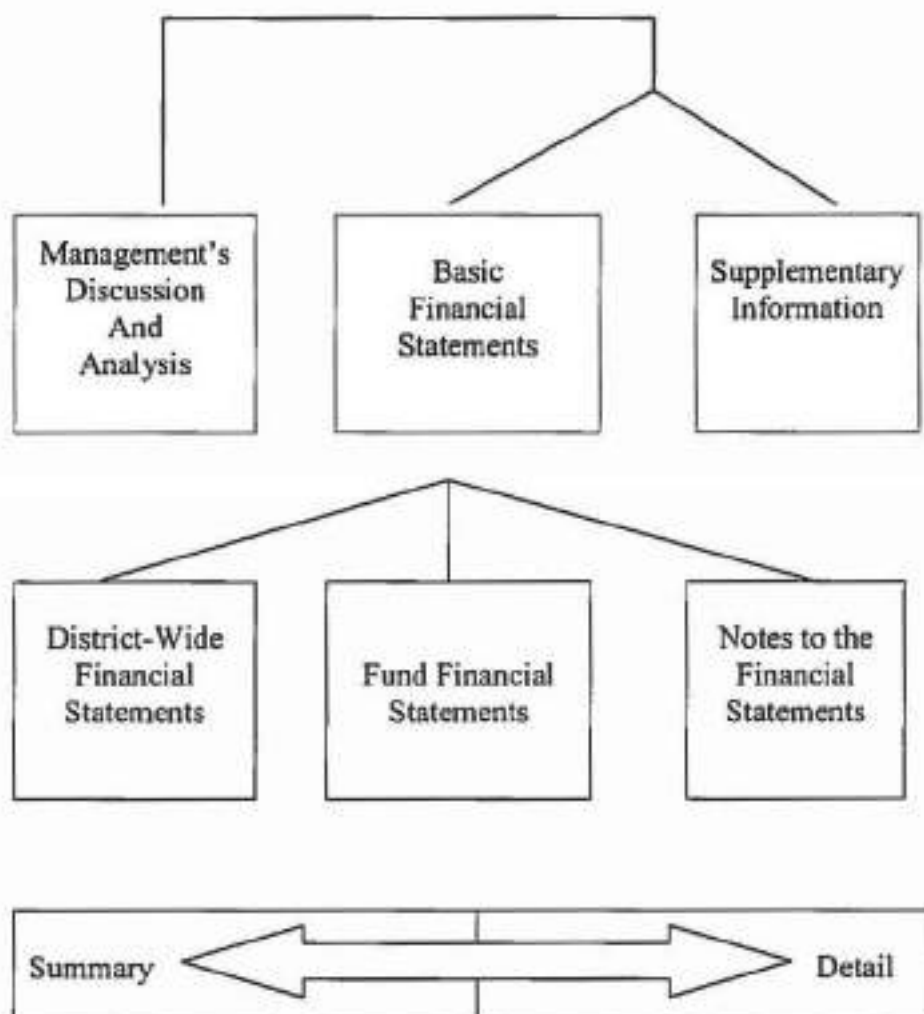 Management's
Discussion
And
Analysis
Basic
Financial
Statements
Supplementary
Information
District-Wide
Financial
Statements
Fund Financial
Statements
Notes to the
Financial
Statements
Summary
Detail